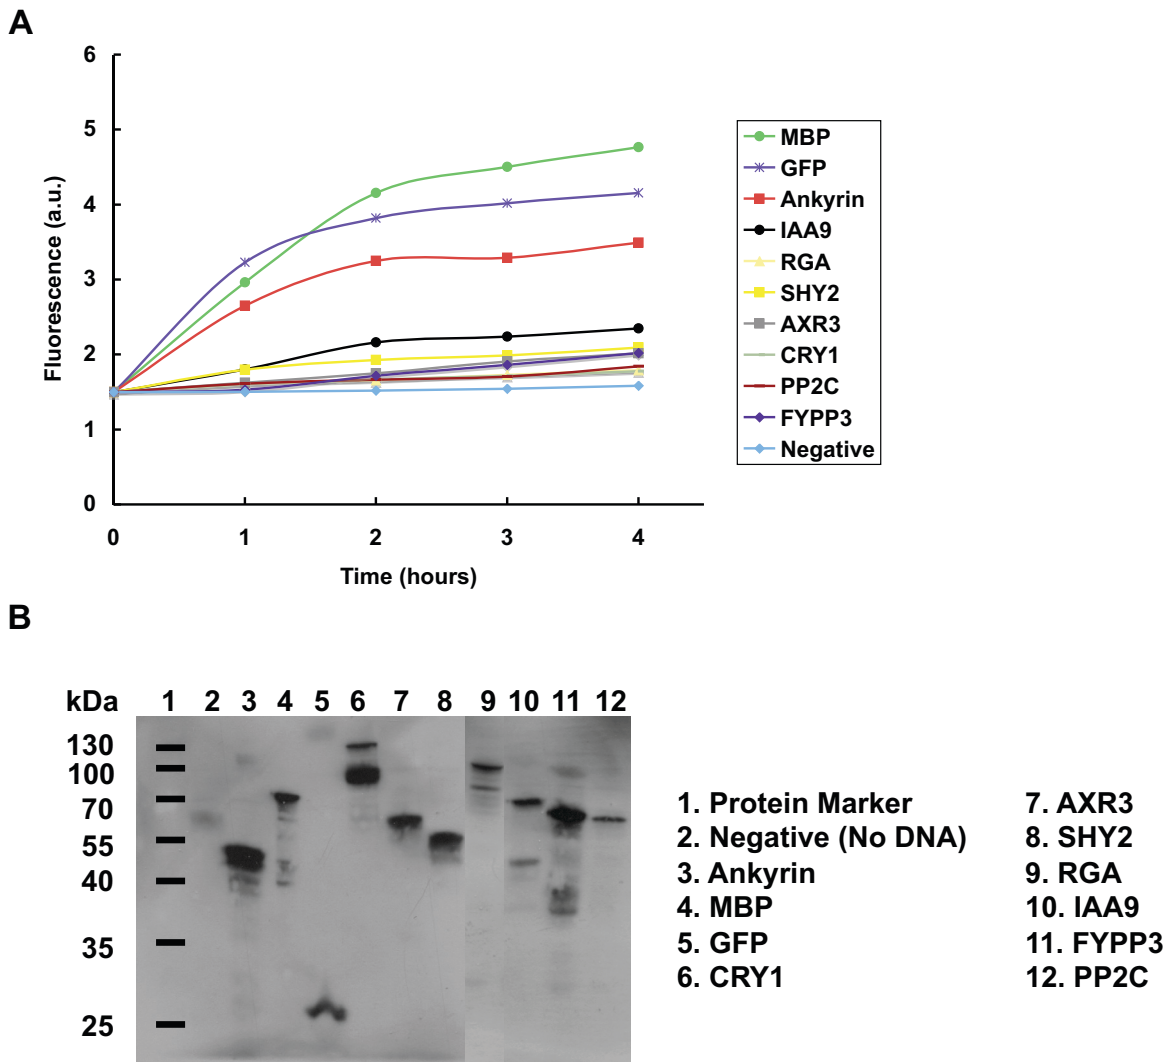 A
6
5
4
3
2
1
0
Fluorescence (a.u.)
0 1 2 3 4
Time (hours)
MBP
GFP
Ankyrin
IAA9
RGA
SHY2
AXR3
CRY1
PP2C
FYPP3
Negative
B
kDa 1 2 3 4 5 6 7 8 9 10 11 12
130
100
70
55
40
35
25
1. Protein Marker
2. Negative (No DNA)
3. Ankyrin
4. MBP
5. GFP
6. CRY1
7. AXR3
8. SHY2
9. RGA
10. IAA9
11. FYPP3
12. PP2C